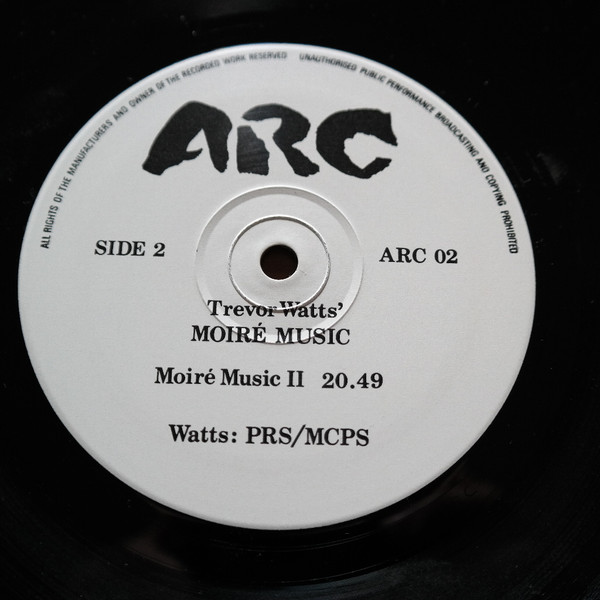 ALL RIGHTS OF THE MANUFACTURERS AND OWNER OF THE RECORDED WORK RESERVED UNAUTHORISED PUBLIC PERFORMANCE BROADCASTING AND COPYING PROHIBITED
ARC
SIDE 2
ARC 02
Trevor Watts'
MOIRÉ MUSIC
Moiré Music II 20.49
Watts: PRS/MCPS